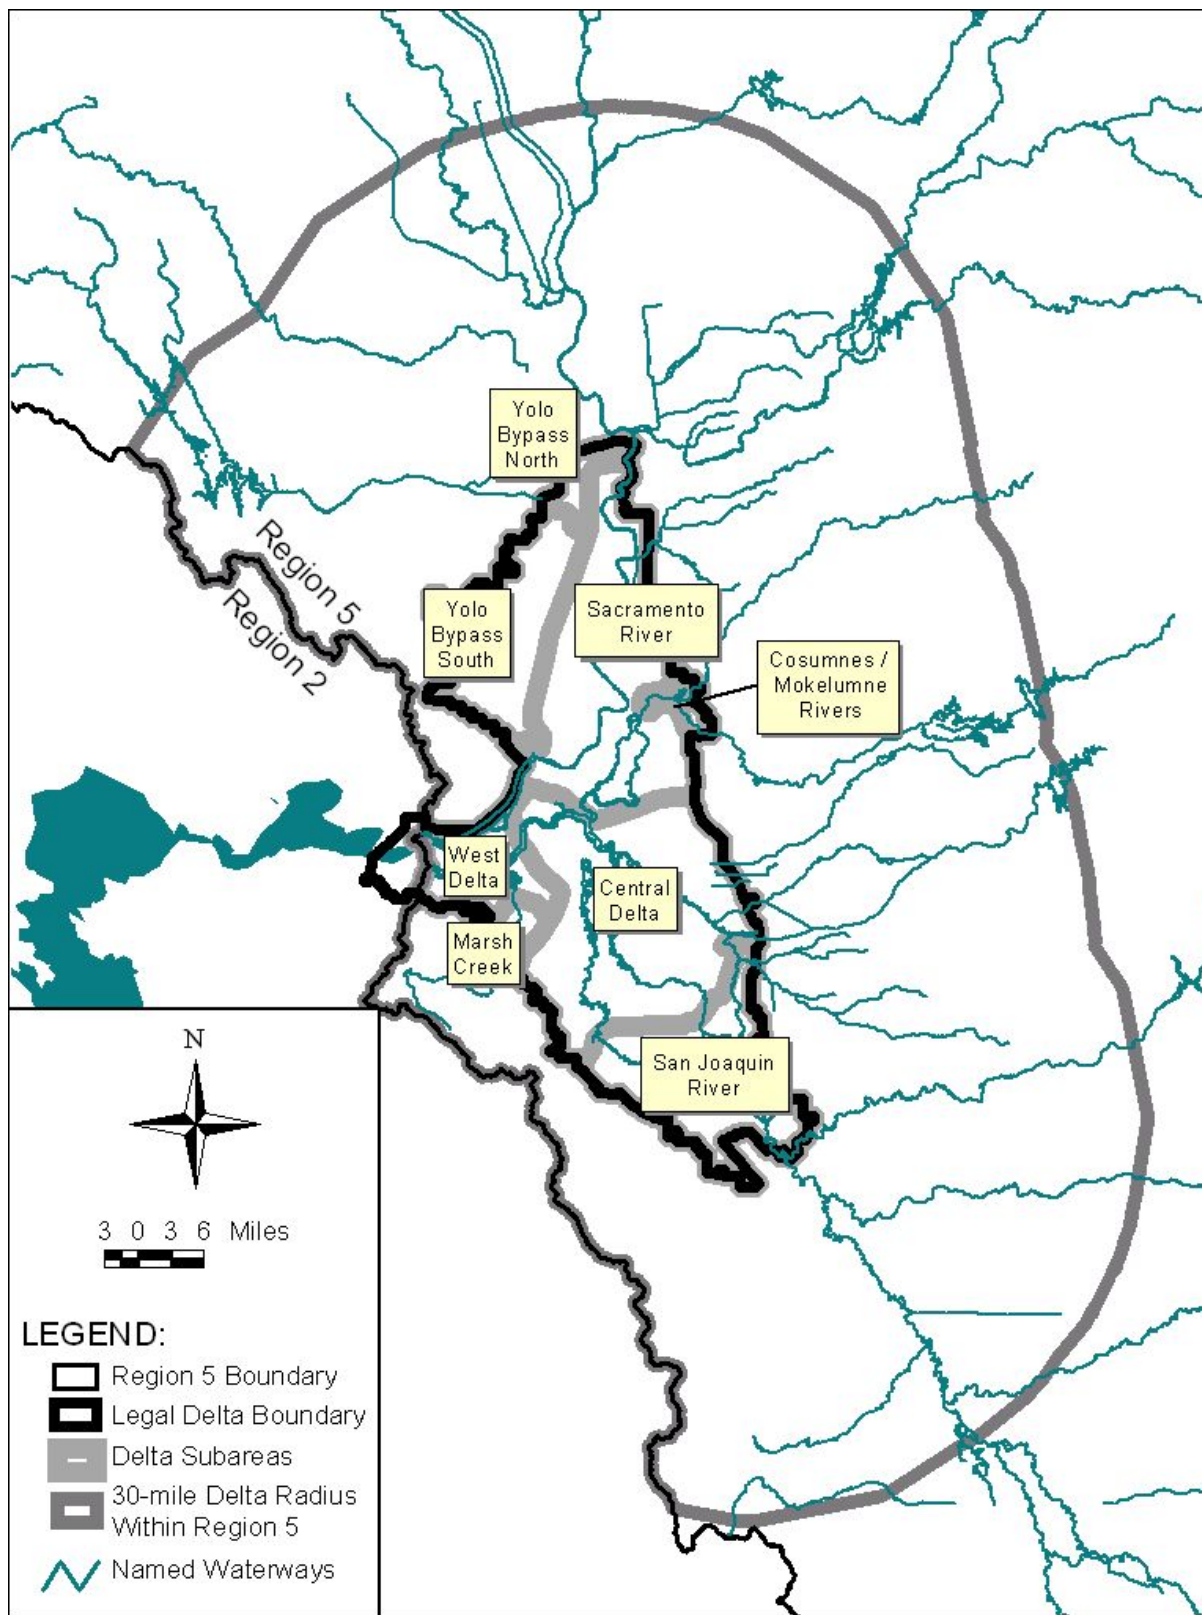 Yolo
Bypass
North
Region 5
Region 2
Yolo
Bypass
South
Sacramento
River
Cosumnes /
Mokelumne
Rivers
West
Delta
Central
Delta
Marsh
Creek
San Joaquin
River
N
3 0 3 6 Miles
LEGEND:
Region 5 Boundary
Legal Delta Boundary
Delta Subareas
30-mile Delta Radius
Within Region 5
Named Waterways